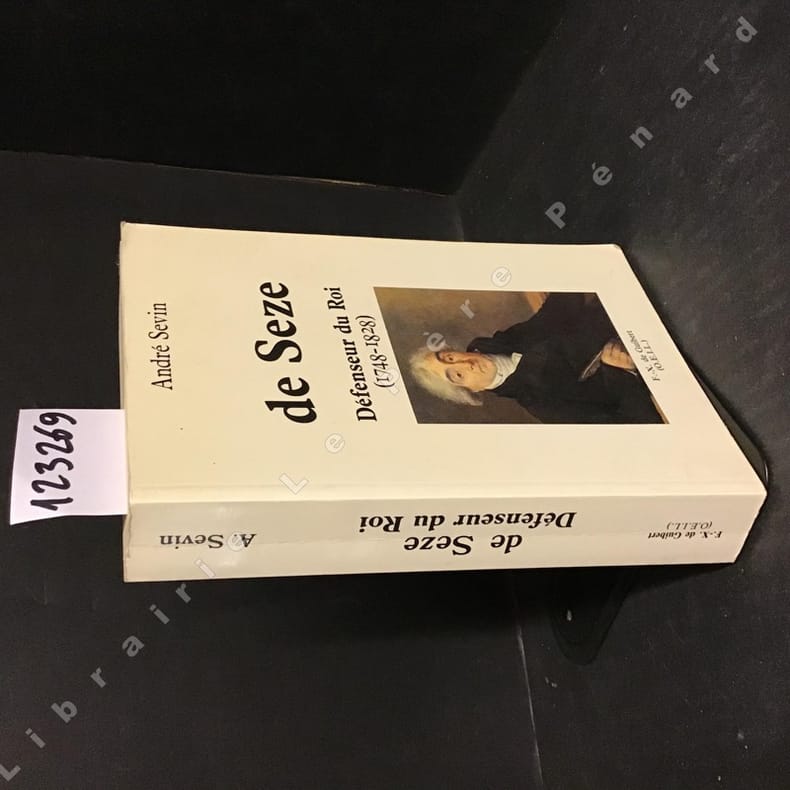 André Sevin
de Seze
Défenseur du Roi
(1748-1828)
F.-X. de Guibert
(O.E.I.L.)
A. Sevin
de Seze
Défenseur du Roi
F.-X. de Guibert
(O.E.I.L.)
123269
Librairie Le Père Pénard